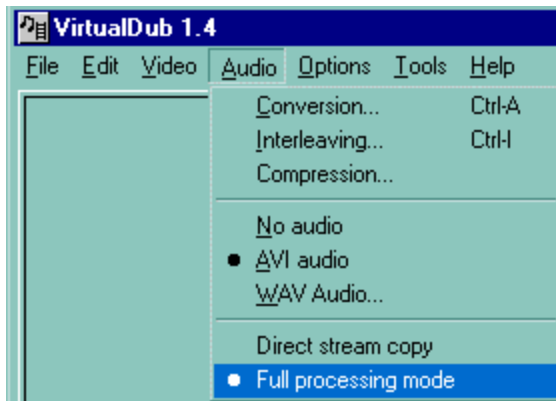 VirtualDub 1.4
File Edit Video Audio Options Tools Help
Conversion... Ctrl-A
Interleaving... Ctrl-I
Compression...
No audio
AVI audio
WAV Audio...
Direct stream copy
Full processing mode